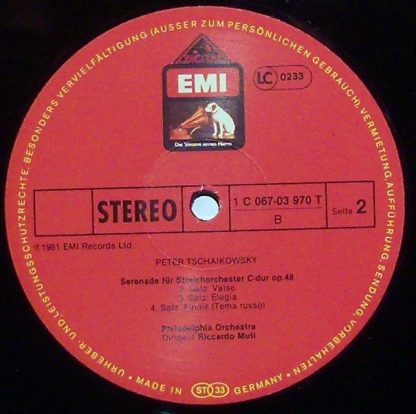 URHEBER- UND LEISTUNGSSCHUTZRECHTE, BESONDERS VERVIELFÄLTIGUNG (AUSSER ZUM PERSÖNLICHEN GEBRAUCH), VERMIETUNG, AUFFÜHRUNG, SENDUNG, VORBEHALTEN
DIGITAL
EMI
LC 0233
Die Stimme seines Herrn
STEREO
1 C 067-03 970 T
B
Seite 2
℗1981 EMI Records Ltd
PETER TSCHAIKOWSKY
Serenade für Streichorchester C-dur op.48
2. Satz: Valse
3. Satz: Elegia
4. Satz: Finale (Tema russo)
Philadelphia Orchestra
Dirigent: Riccardo Muti
• MADE IN ST 33 GERMANY •